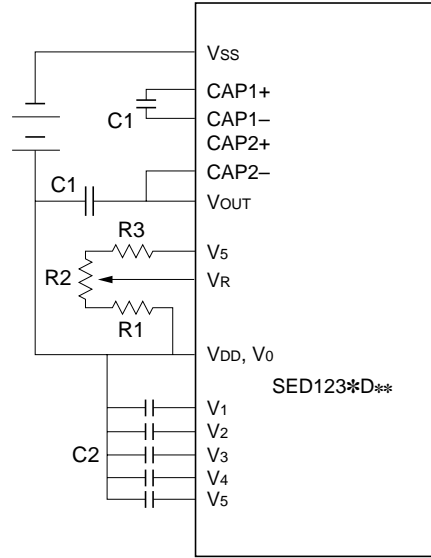 VSS
CAP1+
C1
CAP1–
CAP2+
CAP2–
C1
VOUT
R3
V5
R2
VR
R1
VDD, V0
SED123*D**
V1
V2
C2
V3
V4
V5